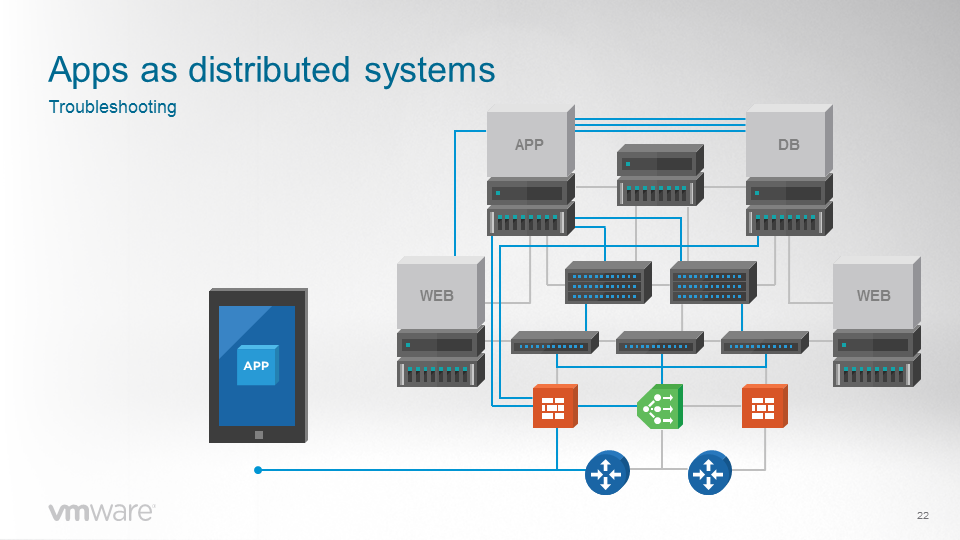 Apps as distributed systems
Troubleshooting
APP
DB
WEB
WEB
APP
vmware
22